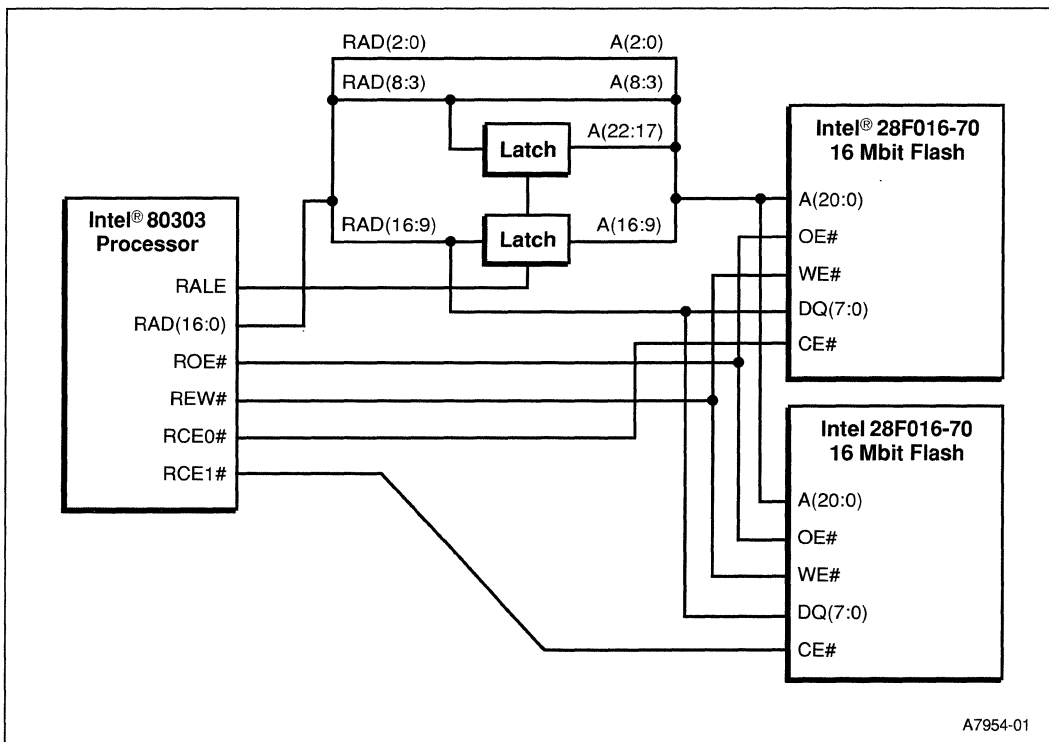 RAD(2:0) A(2:0)
RAD(8:3) A(8:3)
Latch A(22:17)
RAD(16:9) Latch A(16:9)
Intel® 80303
Processor
RALE
RAD(16:0)
ROE#
REW#
RCE0#
RCE1#
Intel® 28F016-70
16 Mbit Flash
A(20:0)
OE#
WE#
DQ(7:0)
CE#
Intel 28F016-70
16 Mbit Flash
A(20:0)
OE#
WE#
DQ(7:0)
CE#
A7954-01